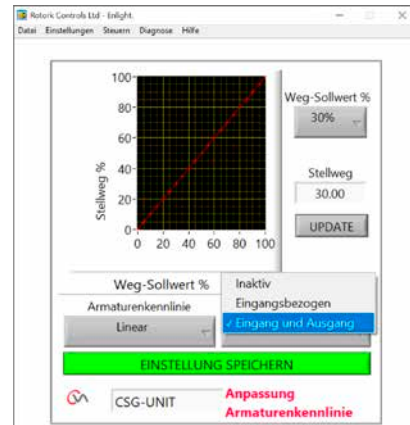 Rotork Controls Ltd - Enlight.
Datei Einstellungen Steuern Diagnose Hilfe
100
80
60
40
20
0
Stellweg %
0 20 40 60 80 100
Weg-Sollwert %
Weg-Sollwert %
30%
Stellweg
30.00
UPDATE
Armaturenkennlinie
Linear
Inaktiv
Eingangsbezogen
✓ Eingang und Ausgang
EINSTELLUNG SPEICHERN
CSG-UNIT
Anpassung
Armaturenkennlinie